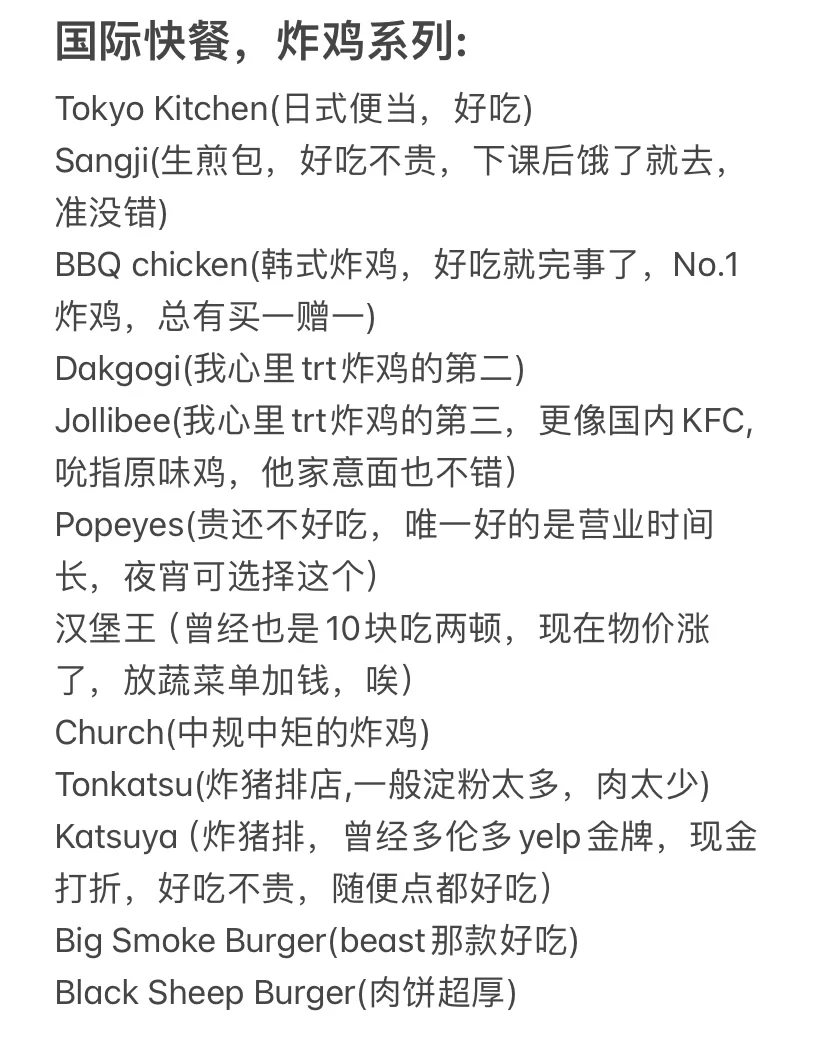 国际快餐，炸鸡系列:
Tokyo Kitchen(日式便当，好吃)
Sangji(生煎包，好吃不贵，下课后饿了就去，
准没错)
BBQ chicken(韩式炸鸡，好吃就完事了，No.1
炸鸡，总有买一赠一)
Dakgogi(我心里trt炸鸡的第二)
Jollibee(我心里trt炸鸡的第三，更像国内KFC,
吮指原味鸡，他家意面也不错）
Popeyes(贵还不好吃，唯一好的是营业时间
长，夜宵可选择这个）
汉堡王（曾经也是10块吃两顿，现在物价涨
了，放蔬菜单加钱，唉）
Church(中规中矩的炸鸡)
Tonkatsu(炸猪排店,一般淀粉太多，肉太少)
Katsuya（炸猪排，曾经多伦多yelp金牌，现金
打折，好吃不贵，随便点都好吃）
Big Smoke Burger(beast那款好吃)
Black Sheep Burger(肉饼超厚)